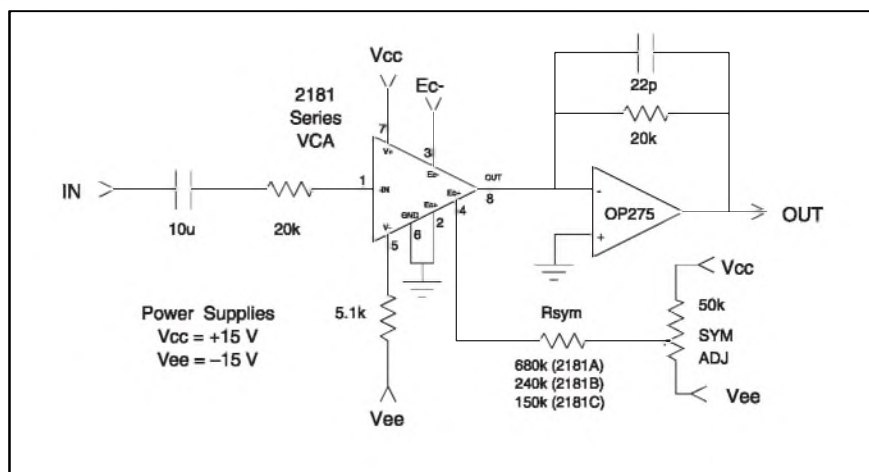 Vcc
Ec-
2181
Series
VCA
7
V+
3
Ec-
22p
20k
IN
10u
20k
1
-IN
OUT
8
Ec+
4
GND
6
Ec+
2
V-
5
-
OP275
+
OUT
Power Supplies
Vcc = +15 V
Vee = –15 V
5.1k
Vee
Rsym
680k (2181A)
240k (2181B)
150k (2181C)
Vcc
50k
SYM
ADJ
Vee